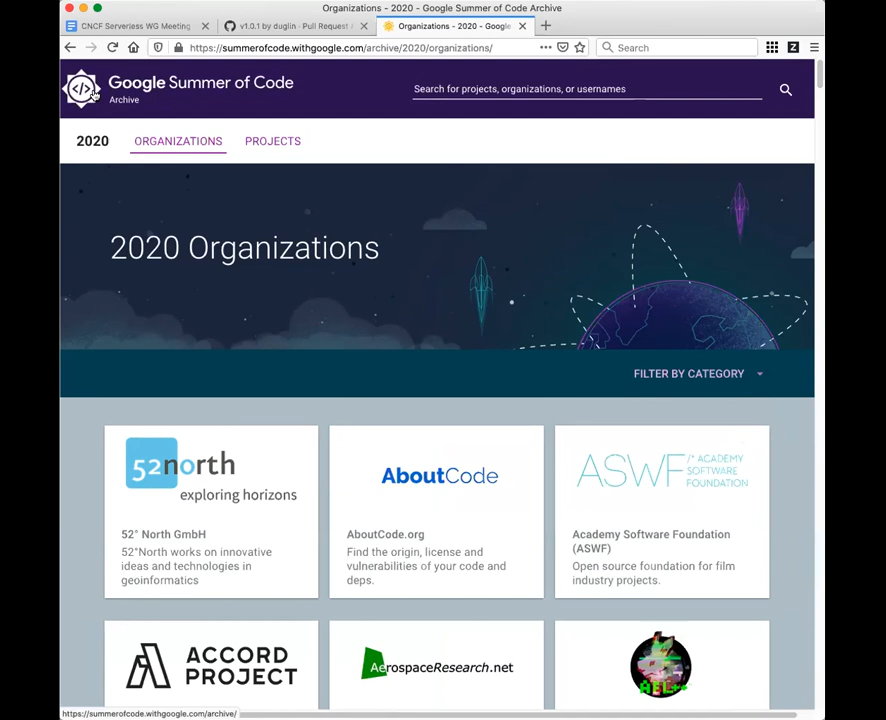 Organizations - 2020 - Google Summer of Code Archive
CNCF Serverless WG Meeting
v1.0.1 by duglin · Pull Request
Organizations - 2020 - Google
https://summerofcode.withgoogle.com/archive/2020/organizations/
Search
Google Summer of Code
Archive
Search for projects, organizations, or usernames
2020 ORGANIZATIONS PROJECTS
2020 Organizations
FILTER BY CATEGORY
52north
exploring horizons
52° North GmbH
52°North works on innovative
ideas and technologies in
geoinformatics
AboutCode
AboutCode.org
Find the origin, license and
vulnerabilities of your code and
deps.
ASWF /* ACADEMY
SOFTWARE
FOUNDATION */
Academy Software Foundation
(ASWF)
Open source foundation for film
industry projects.
ACCORD
PROJECT
AerospaceResearch.net
AFL++
https://summerofcode.withgoogle.com/archive/